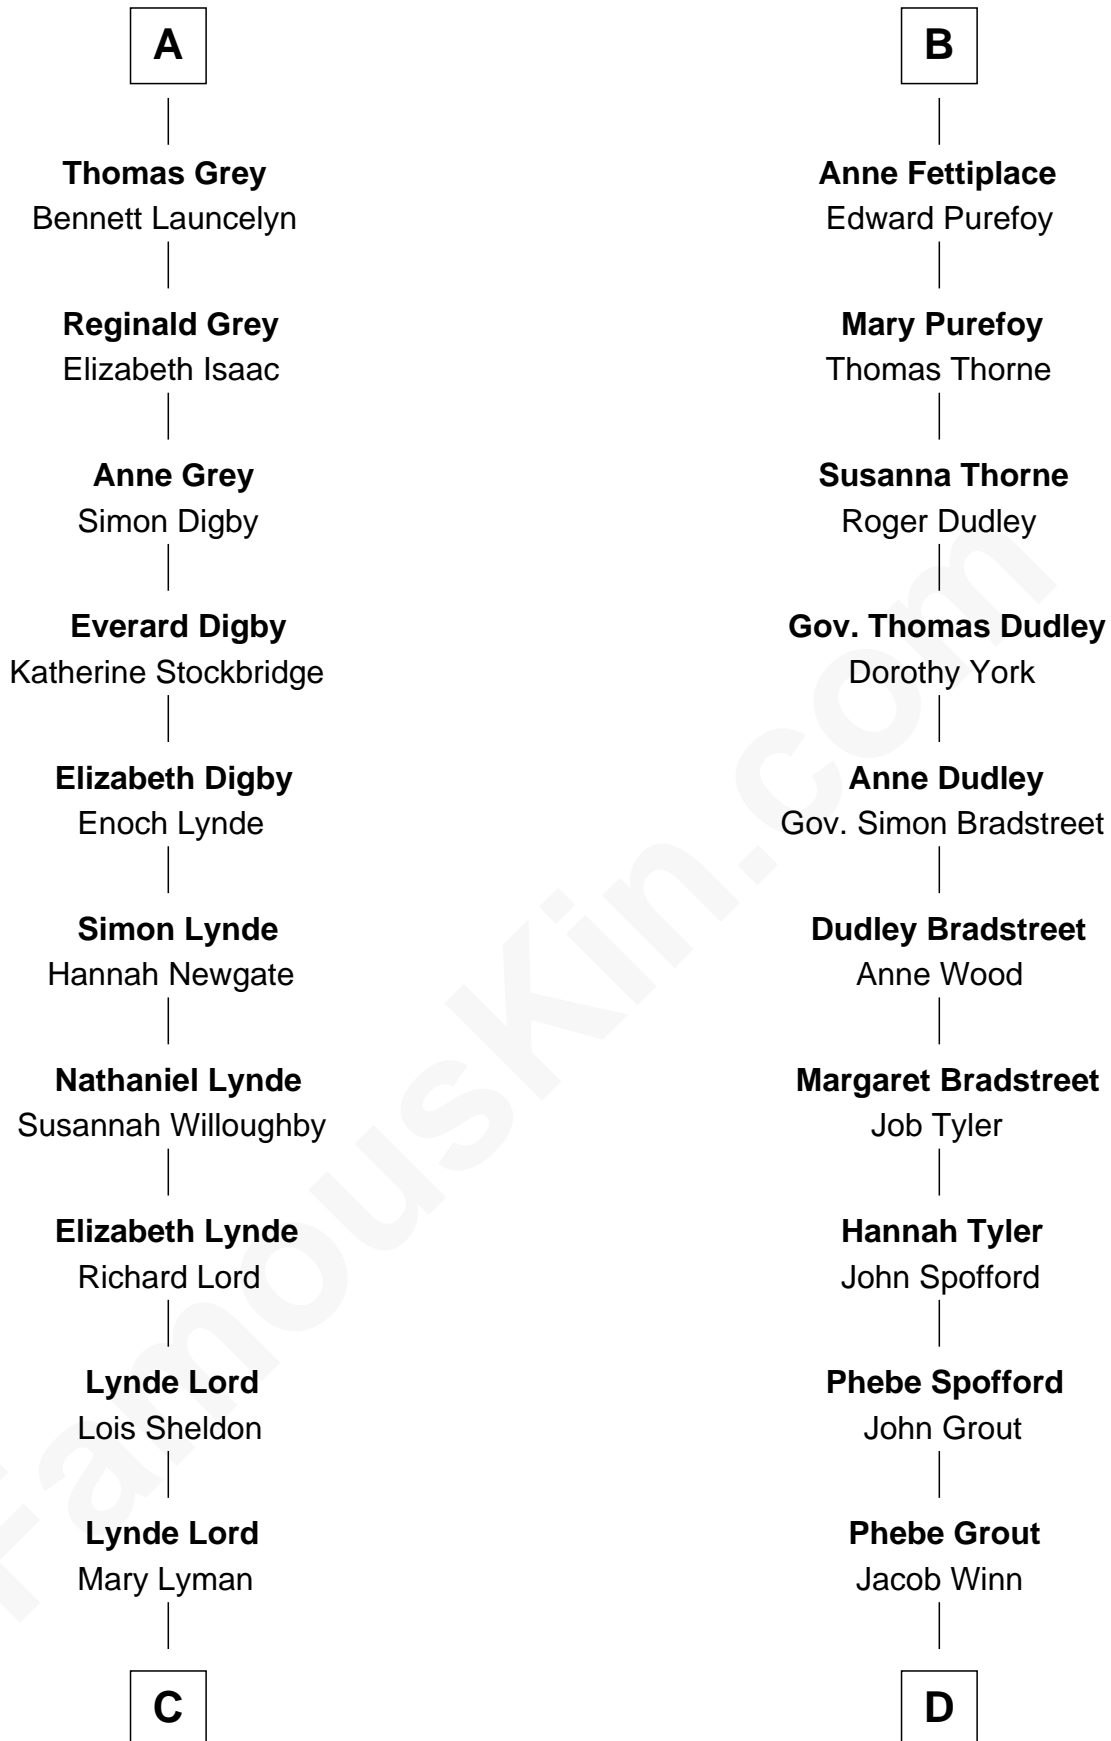 A
Thomas Grey
Bennett Launcelyn
Reginald Grey
Elizabeth Isaac
Anne Grey
Simon Digby
Everard Digby
Katherine Stockbridge
Elizabeth Digby
Enoch Lynde
Simon Lynde
Hannah Newgate
Nathaniel Lynde
Susannah Willoughby
Elizabeth Lynde
Richard Lord
Lynde Lord
Lois Sheldon
Lynde Lord
Mary Lyman
C
B
Anne Fettiplace
Edward Purefoy
Mary Purefoy
Thomas Thorne
Susanna Thorne
Roger Dudley
Gov. Thomas Dudley
Dorothy York
Anne Dudley
Gov. Simon Bradstreet
Dudley Bradstreet
Anne Wood
Margaret Bradstreet
Job Tyler
Hannah Tyler
John Spofford
Phebe Spofford
John Grout
Phebe Grout
Jacob Winn
D
FamousKin.com